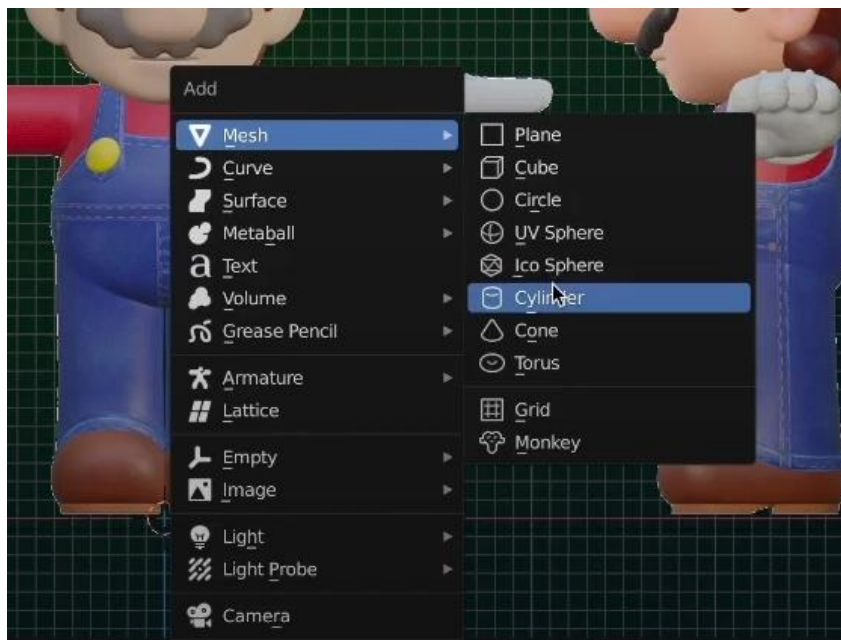 Add
Mesh
Curve
Surface
Metaball
Text
Volume
Grease Pencil
Armature
Lattice
Empty
Image
Light
Light Probe
Camera
Plane
Cube
Circle
UV Sphere
Ico Sphere
Cylinder
Cone
Torus
Grid
Monkey